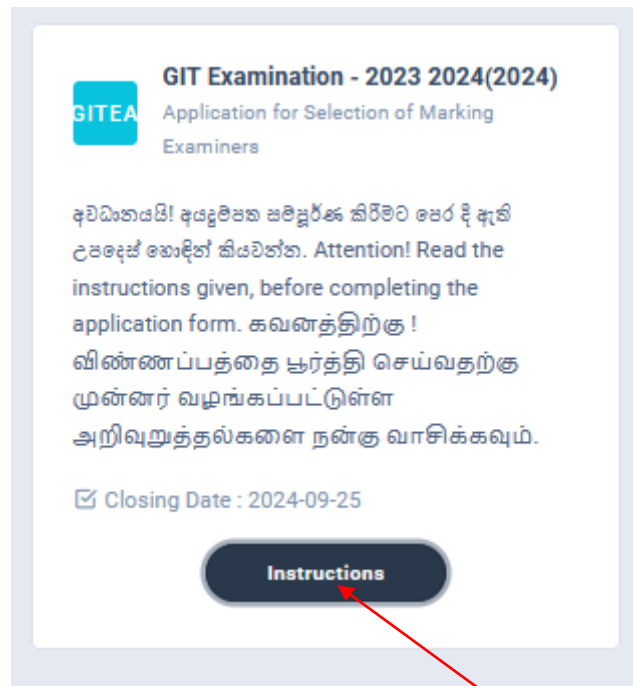 GIT Examination - 2023 2024(2024)
GITEA
Application for Selection of Marking
Examiners
අවධානයයි! අයදුම්පත සම්පූර්ණ කිරීමට පෙර දී ඇති
උපදෙස් හොඳින් කියවන්න. Attention! Read the
instructions given, before completing the
application form. கவனத்திற்கு !
விண்ணப்பத்தை பூர்த்தி செய்வதற்கு
முன்னர் வழங்கப்பட்டுள்ள
அறிவுறுத்தல்களை நன்கு வாசிக்கவும்.
Closing Date : 2024-09-25
Instructions